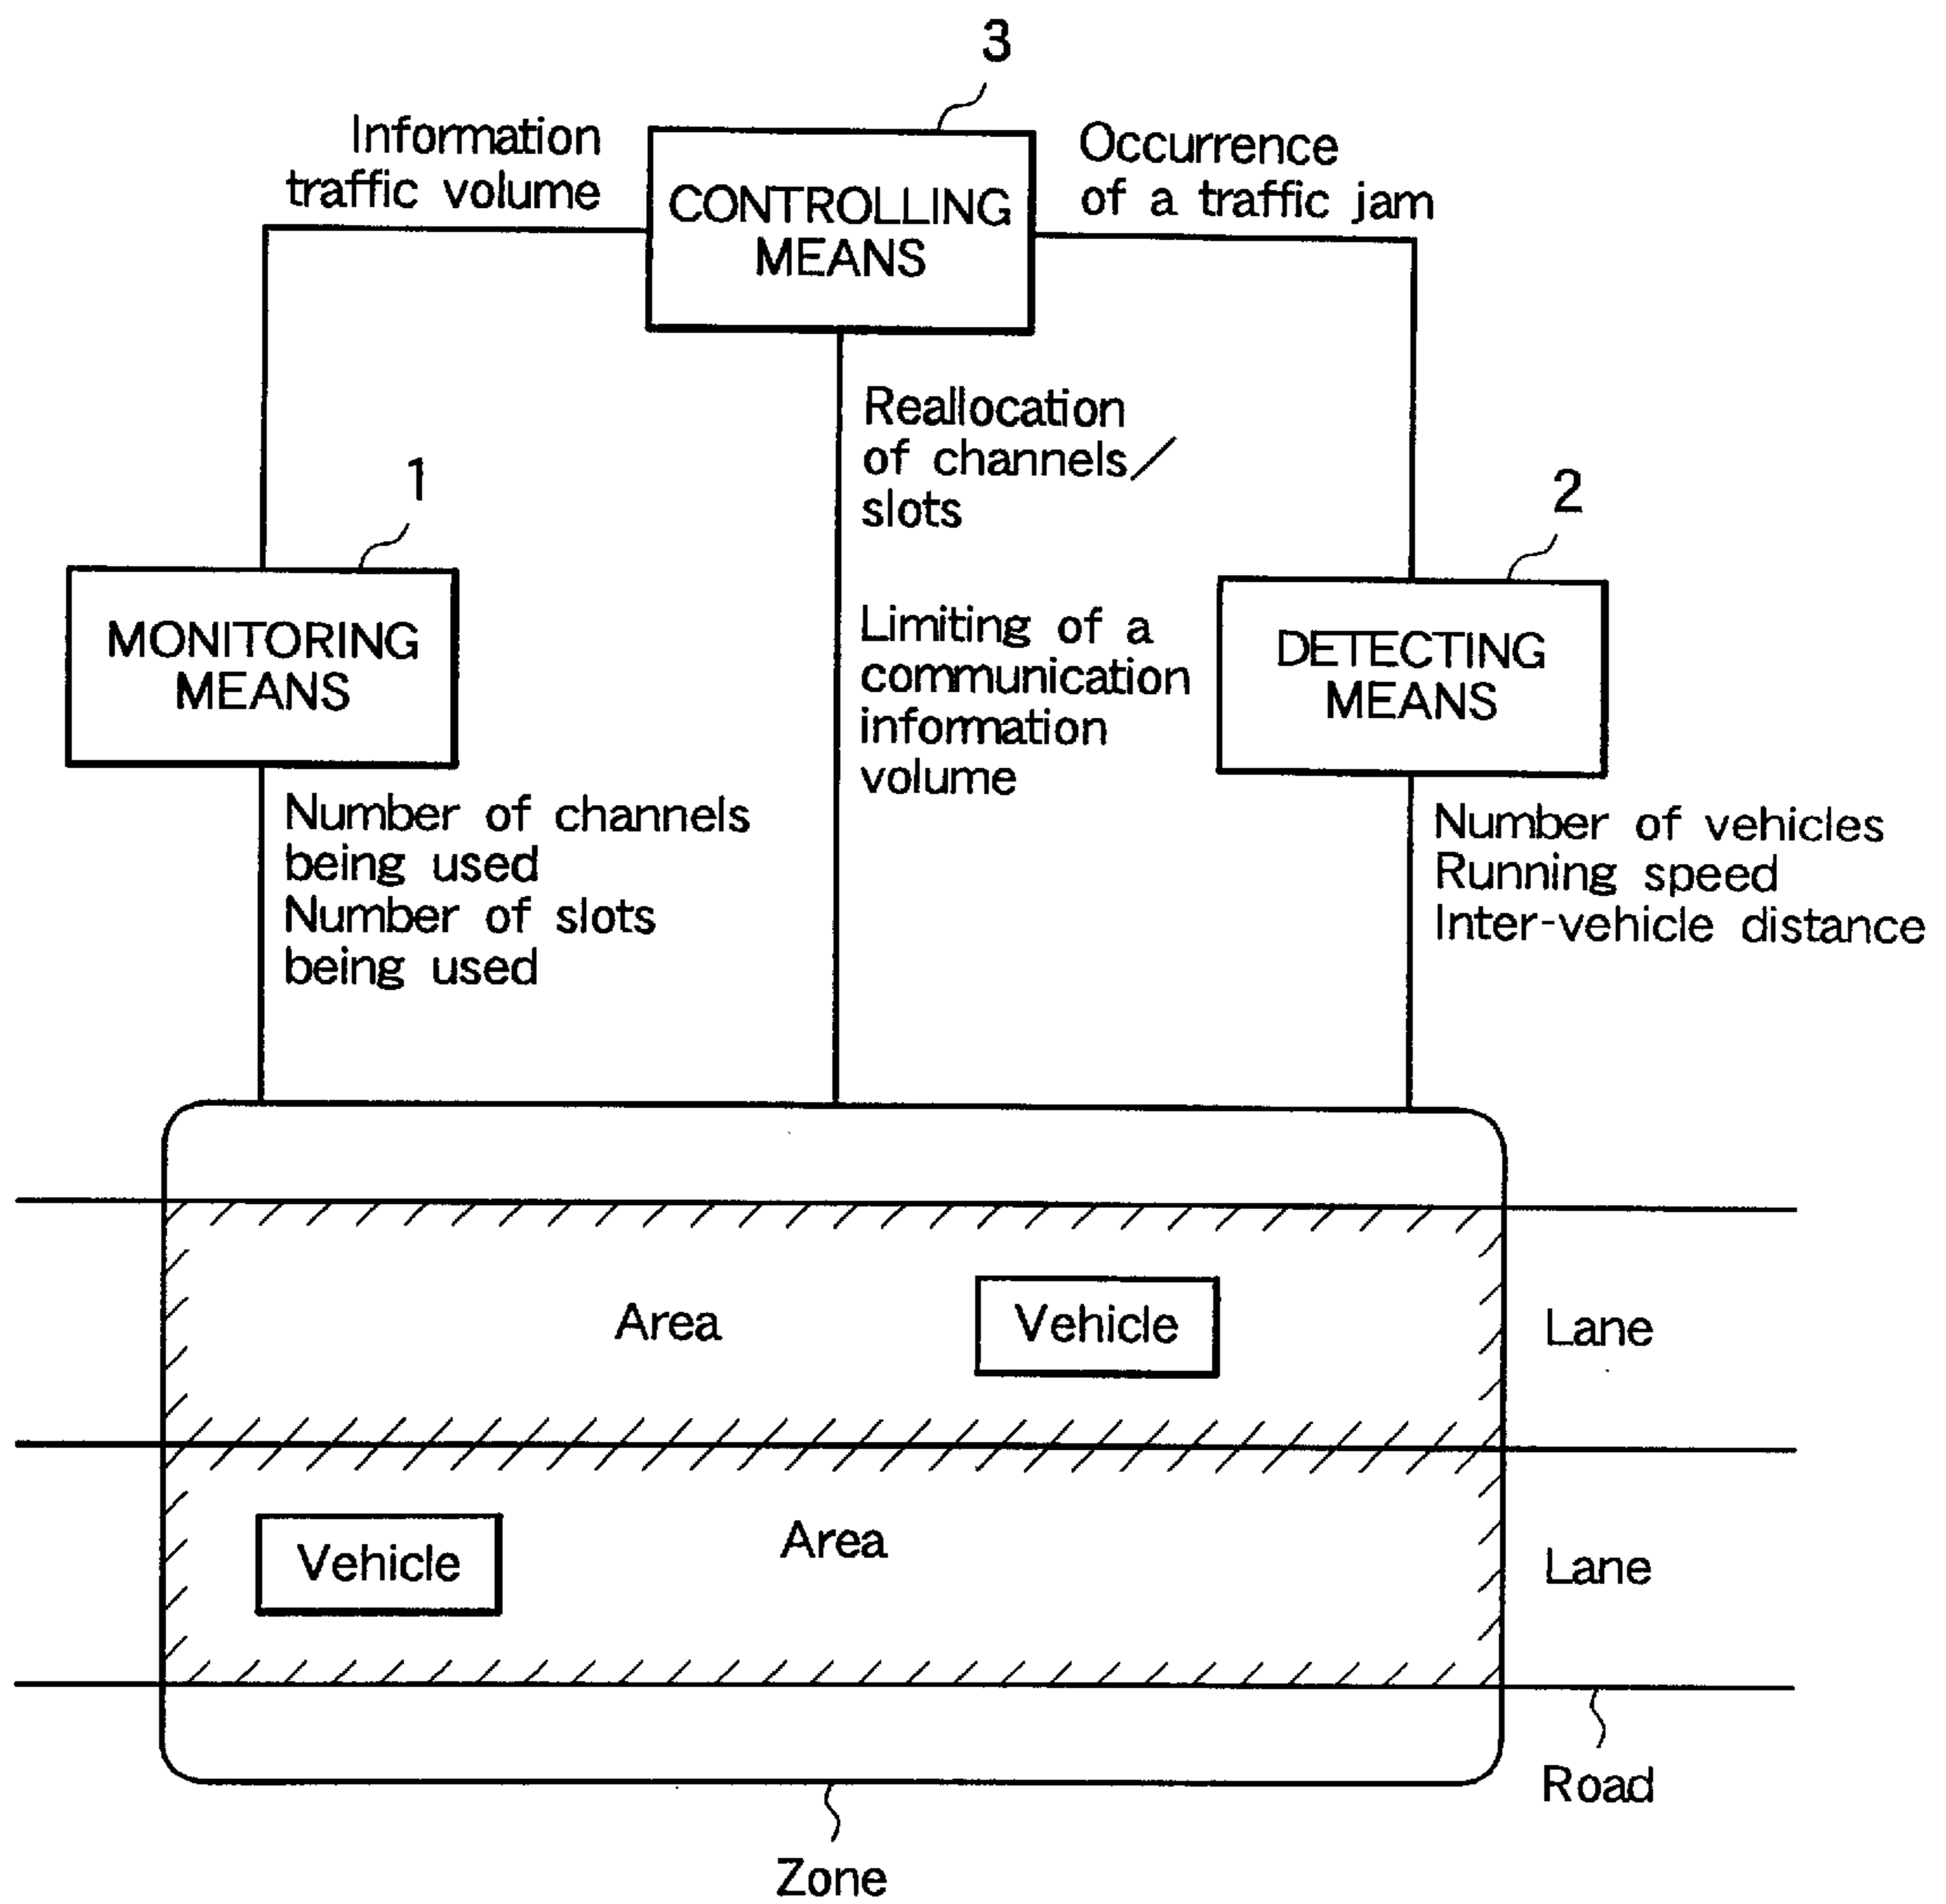 3
Information
traffic volume
CONTROLLING
MEANS
Occurrence
of a traffic jam
Reallocation
of channels/
slots
1
2
MONITORING
MEANS
Limiting of a
communication
information
volume
DETECTING
MEANS
Number of channels
being used
Number of slots
being used
Number of vehicles
Running speed
Inter-vehicle distance
Area
Vehicle
Lane
Vehicle
Area
Lane
Road
Zone